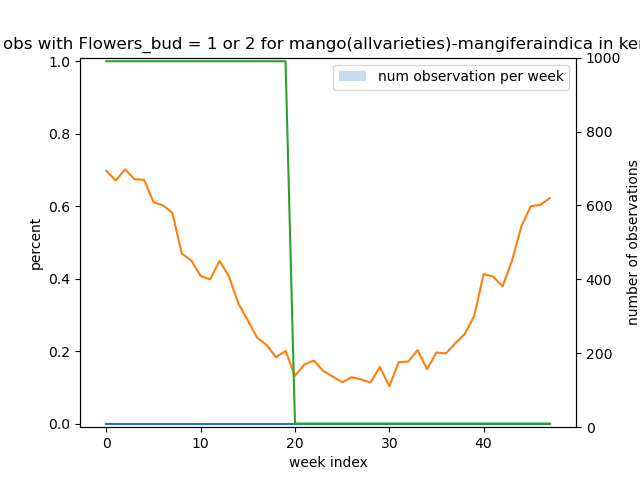 obs with Flowers_bud = 1 or 2 for mango(allvarieties)-mangiferaindica in
num observation per week
1.0
0.8
0.6
0.4
0.2
0.0
percent
1000
800
600
400
200
0
number of observations
0 10 20 30 40
week index